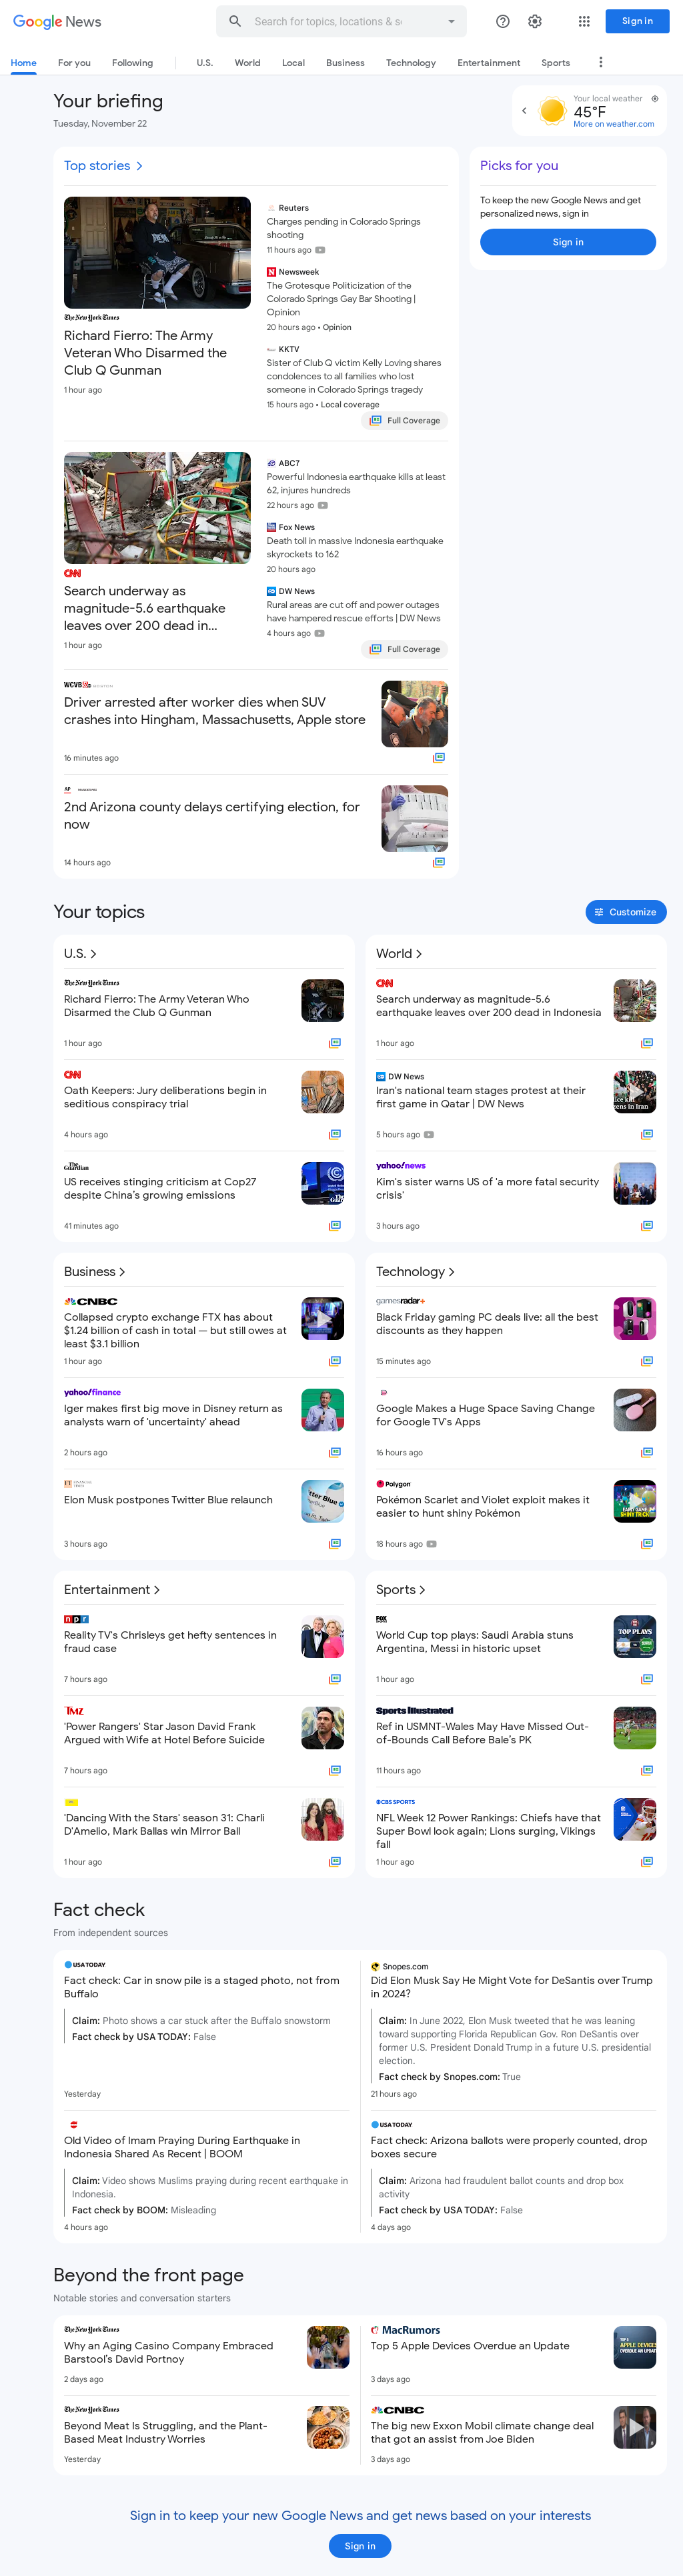 Google News
Search for topics, locations & s
Sign in
Home
For you
Following
U.S.
World
Local
Business
Technology
Entertainment
Sports
Your briefing
Tuesday, November 22
Your local weather
45°F
More on weather.com
Top stories
The New York Times
Richard Fierro: The Army
Veteran Who Disarmed the
Club Q Gunman
1 hour ago
Reuters
Charges pending in Colorado Springs
shooting
11 hours ago
Newsweek
The Grotesque Politicization of the
Colorado Springs Gay Bar Shooting |
Opinion
20 hours ago • Opinion
KKTV
Sister of Club Q victim Kelly Loving shares
condolences to all families who lost
someone in Colorado Springs tragedy
15 hours ago • Local coverage
Full Coverage
Picks for you
To keep the new Google News and get
personalized news, sign in
Sign in
CNN
Search underway as
magnitude-5.6 earthquake
leaves over 200 dead in...
1 hour ago
ABC7
Powerful Indonesia earthquake kills at least
62, injures hundreds
22 hours ago
Fox News
Death toll in massive Indonesia earthquake
skyrockets to 162
20 hours ago
DW News
Rural areas are cut off and power outages
have hampered rescue efforts | DW News
4 hours ago
Full Coverage
WCVB
Driver arrested after worker dies when SUV
crashes into Hingham, Massachusetts, Apple store
16 minutes ago
AP
2nd Arizona county delays certifying election, for
now
14 hours ago
Your topics
Customize
U.S.
The New York Times
Richard Fierro: The Army Veteran Who
Disarmed the Club Q Gunman
1 hour ago
CNN
Oath Keepers: Jury deliberations begin in
seditious conspiracy trial
4 hours ago
The Guardian
US receives stinging criticism at Cop27
despite China's growing emissions
41 minutes ago
World
CNN
Search underway as magnitude-5.6
earthquake leaves over 200 dead in Indonesia
1 hour ago
DW News
Iran's national team stages protest at their
first game in Qatar | DW News
5 hours ago
yahoo!news
Kim's sister warns US of 'a more fatal security
crisis'
3 hours ago
Business
CNBC
Collapsed crypto exchange FTX has about
$1.24 billion of cash in total — but still owes at
least $3.1 billion
1 hour ago
yahoo!finance
Iger makes first big move in Disney return as
analysts warn of 'uncertainty' ahead
2 hours ago
FT FINANCIAL TIMES
Elon Musk postpones Twitter Blue relaunch
3 hours ago
Technology
gamesradar+
Black Friday gaming PC deals live: all the best
discounts as they happen
15 minutes ago
Google Makes a Huge Space Saving Change
for Google TV's Apps
16 hours ago
Polygon
Pokémon Scarlet and Violet exploit makes it
easier to hunt shiny Pokémon
18 hours ago
Entertainment
npr
Reality TV's Chrisleys get hefty sentences in
fraud case
7 hours ago
TMZ
'Power Rangers' Star Jason David Frank
Argued with Wife at Hotel Before Suicide
7 hours ago
'Dancing With the Stars' season 31: Charli
D'Amelio, Mark Ballas win Mirror Ball
1 hour ago
Sports
FOX
World Cup top plays: Saudi Arabia stuns
Argentina, Messi in historic upset
TOP PLAYS
1 hour ago
Sports Illustrated
Ref in USMNT-Wales May Have Missed Out-
of-Bounds Call Before Bale's PK
11 hours ago
CBS SPORTS
NFL Week 12 Power Rankings: Chiefs have that
Super Bowl look again; Lions surging, Vikings
fall
1 hour ago
Fact check
From independent sources
USA TODAY
Fact check: Car in snow pile is a staged photo, not from
Buffalo
Claim: Photo shows a car stuck after the Buffalo snowstorm
Fact check by USA TODAY: False
Yesterday
Snopes.com
Did Elon Musk Say He Might Vote for DeSantis over Trump
in 2024?
Claim: In June 2022, Elon Musk tweeted that he was leaning
toward supporting Florida Republican Gov. Ron DeSantis over
former U.S. President Donald Trump in a future U.S. presidential
election.
Fact check by Snopes.com: True
21 hours ago
Old Video of Imam Praying During Earthquake in
Indonesia Shared As Recent | BOOM
Claim: Video shows Muslims praying during recent earthquake in
Indonesia.
Fact check by BOOM: Misleading
4 hours ago
USA TODAY
Fact check: Arizona ballots were properly counted, drop
boxes secure
Claim: Arizona had fraudulent ballot counts and drop box
activity
Fact check by USA TODAY: False
4 days ago
Beyond the front page
Notable stories and conversation starters
The New York Times
Why an Aging Casino Company Embraced
Barstool's David Portnoy
2 days ago
MacRumors
Top 5 Apple Devices Overdue an Update
3 days ago
The New York Times
Beyond Meat Is Struggling, and the Plant-
Based Meat Industry Worries
Yesterday
CNBC
The big new Exxon Mobil climate change deal
that got an assist from Joe Biden
3 days ago
Sign in to keep your new Google News and get news based on your interests
Sign in